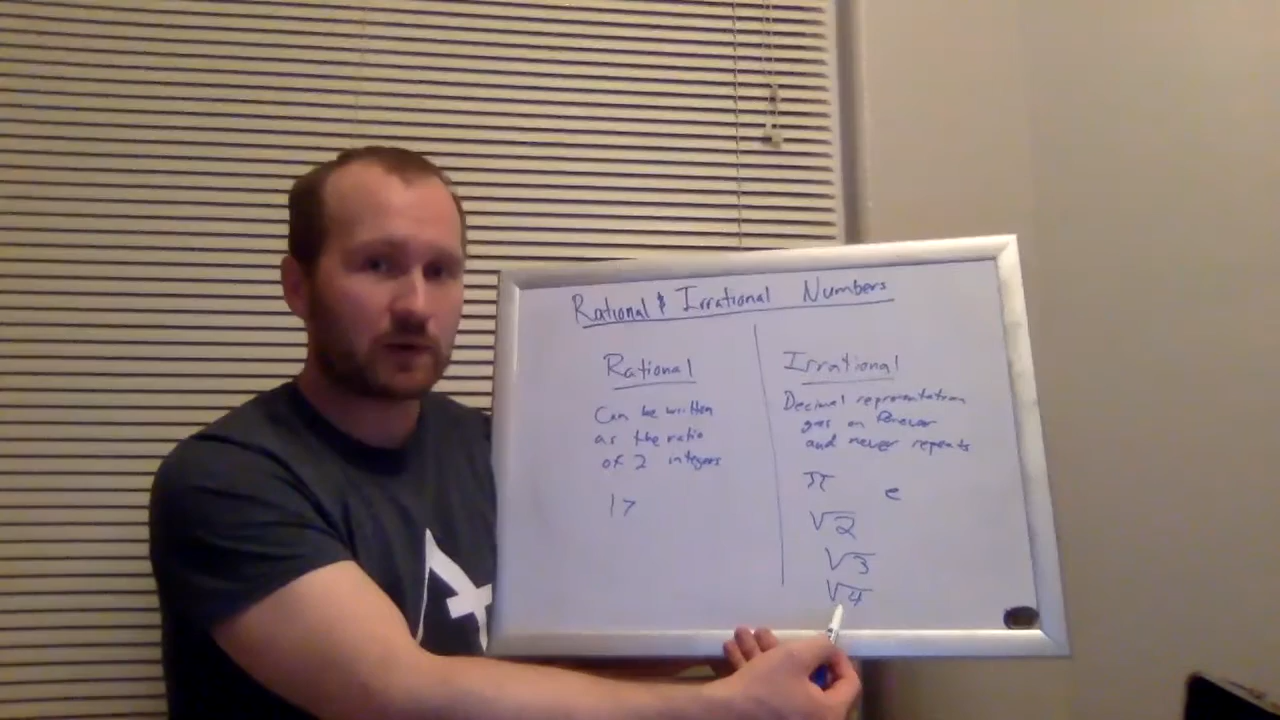 Rational & Irrational Numbers
Rational
Can be written
as the ratio
of 2 integers
17
Irrational
Decimal representation
goes on forever
and never repeats
π e
√2
√3
√4